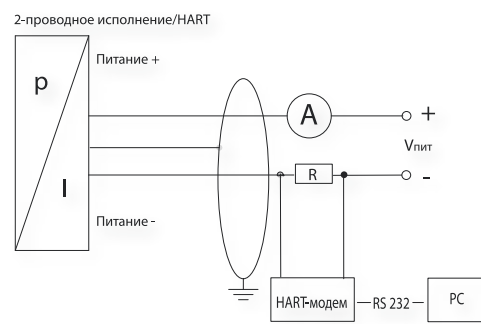 2-проводное исполнение/HART
Питание +
p
I
Питание -
A
+
Vпит
-
R
HART-модем
RS 232
PC